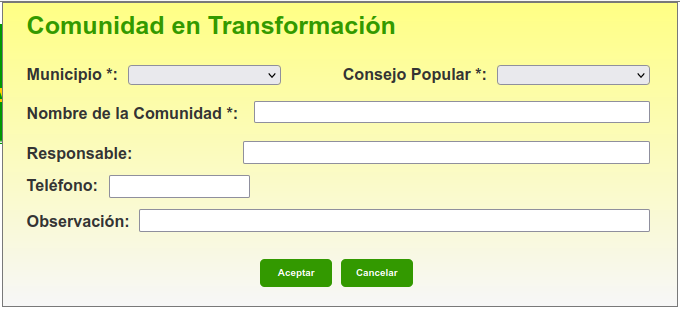 Comunidad en Transformación
Municipio *: Consejo Popular *:
Nombre de la Comunidad *:
Responsable:
Teléfono:
Observación:
Aceptar Cancelar